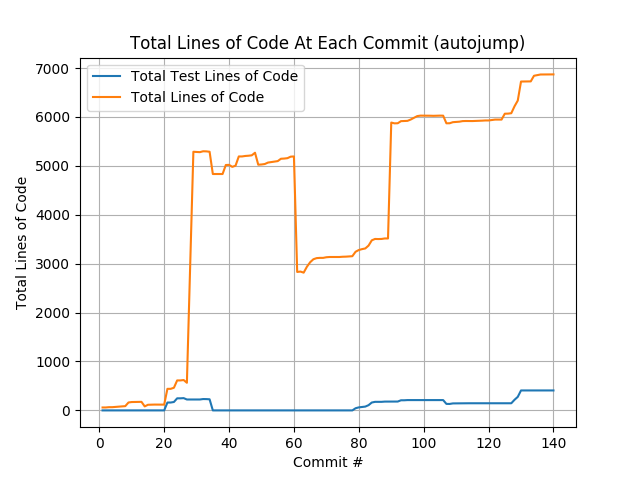 Total Lines of Code At Each Commit (autojump)
Total Test Lines of Code
Total Lines of Code
Total Lines of Code
7000
6000
5000
4000
3000
2000
1000
0
0 20 40 60 80 100 120 140
Commit #